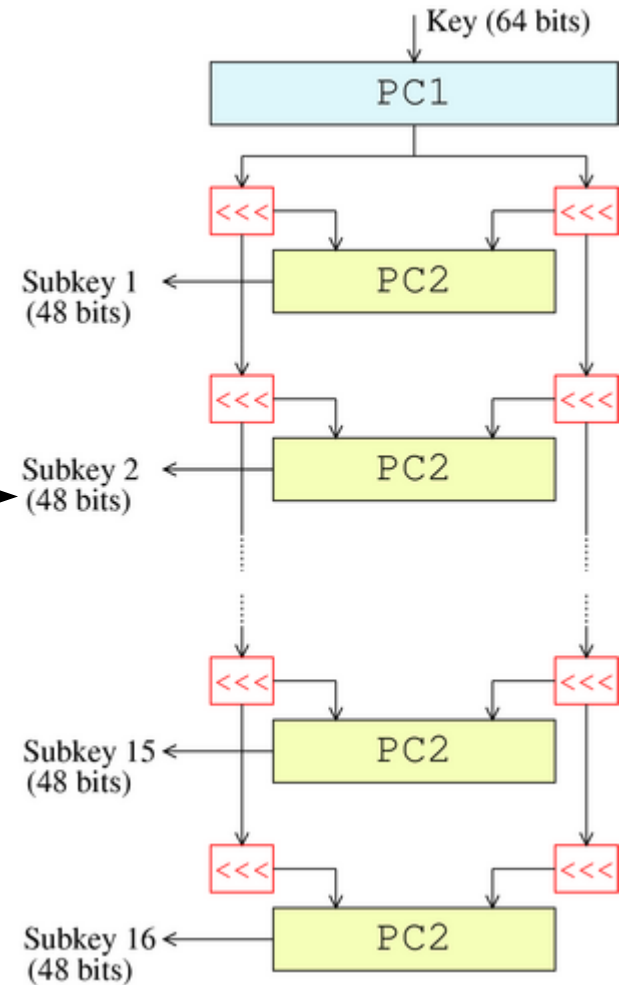 Key (64 bits)
PC1
<<< <<<
Subkey 1
(48 bits)
PC2
<<< <<<
Subkey 2
(48 bits)
PC2
<<< <<<
Subkey 15
(48 bits)
PC2
<<< <<<
Subkey 16
(48 bits)
PC2